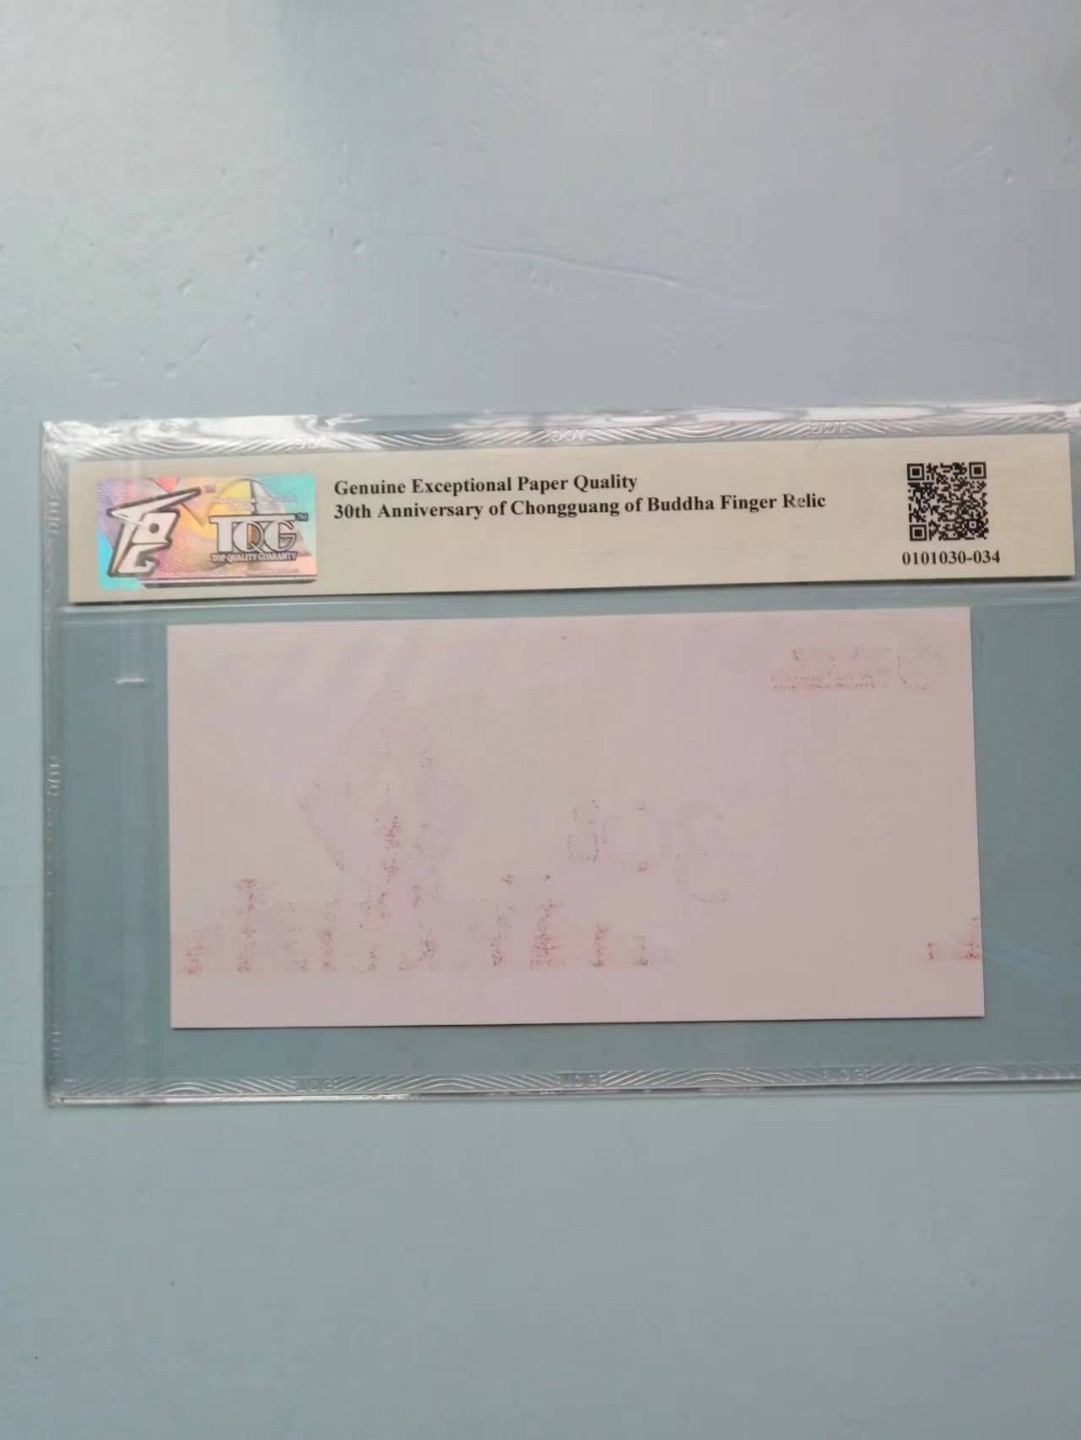 TQG
TOP QUALITY GUARANTY
Genuine Exceptional Paper Quality
30th Anniversary of Chongguang of Buddha Finger Relic
0101030-034